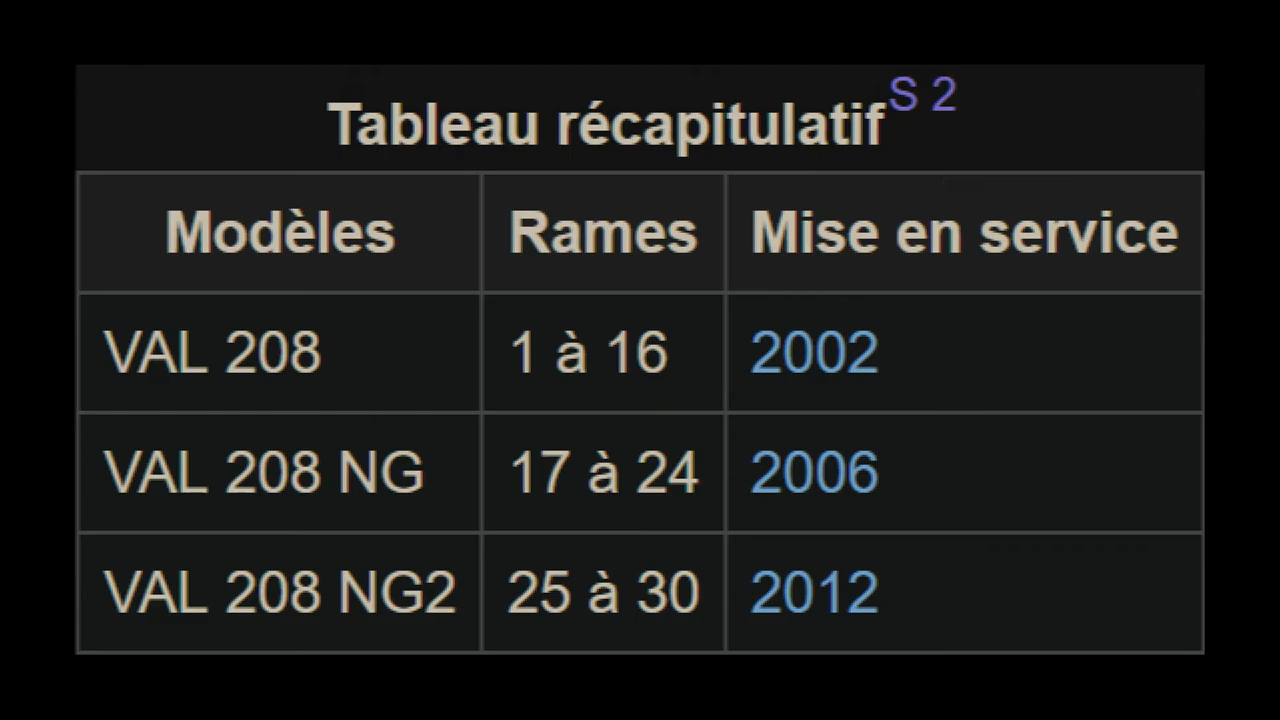 Tableau récapitulatif S 2
Modèles Rames Mise en service
VAL 208 1 à 16 2002
VAL 208 NG 17 à 24 2006
VAL 208 NG2 25 à 30 2012